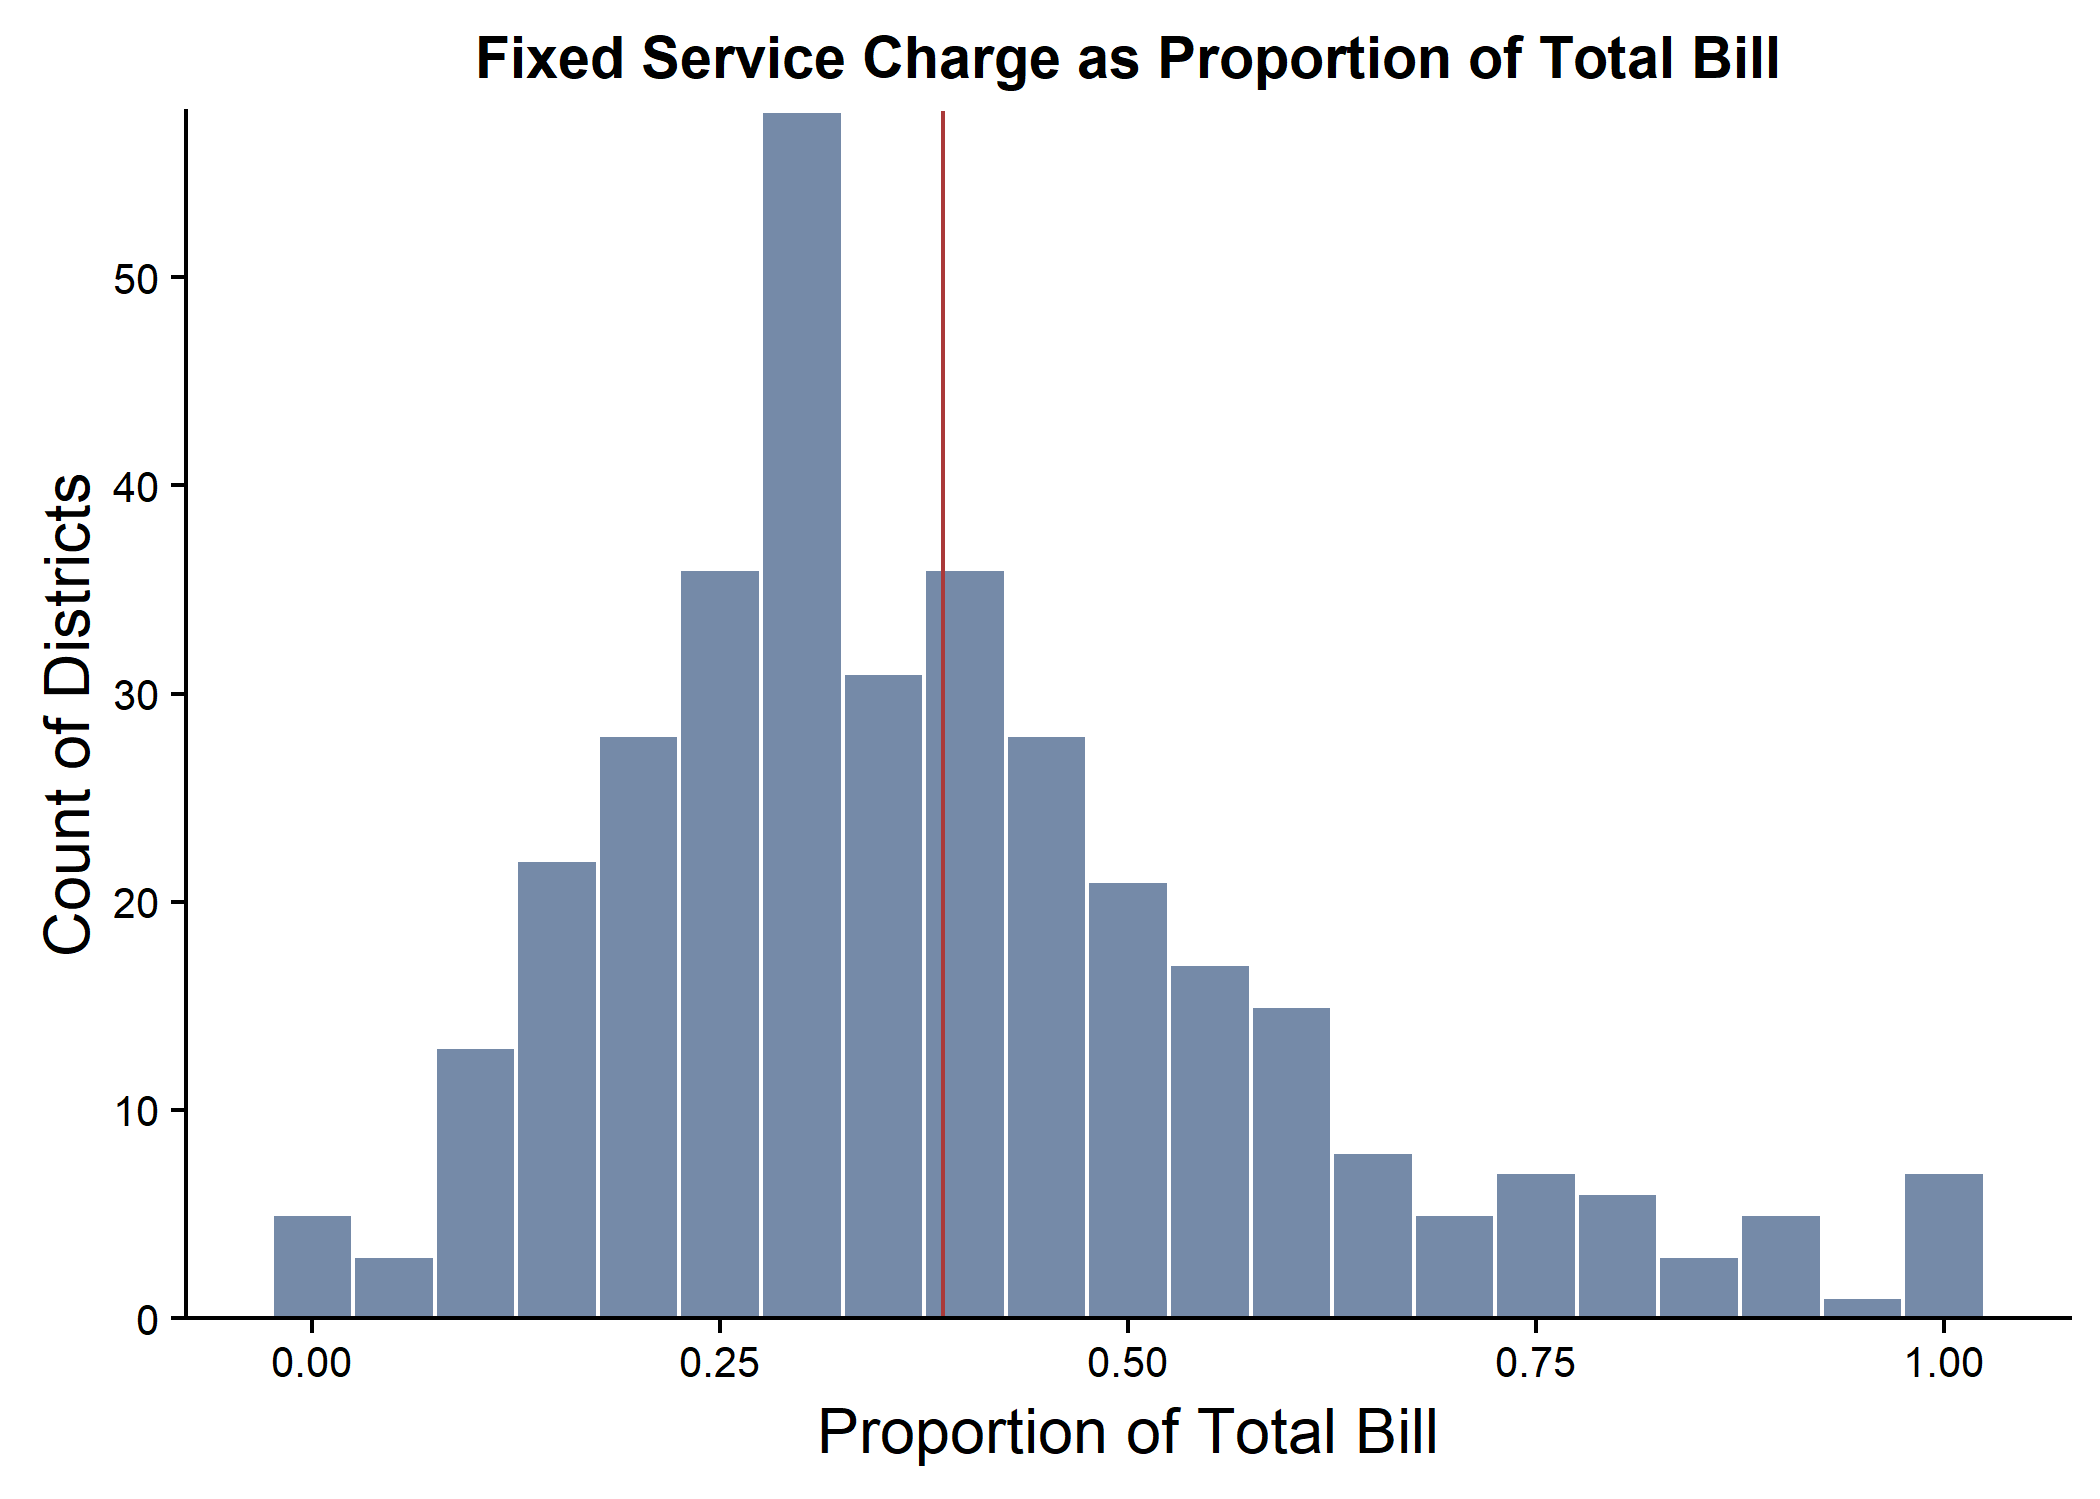 Fixed Service Charge as Proportion of Total Bill
Count of Districts
50
40
30
20
10
0
0.00 0.25 0.50 0.75 1.00
Proportion of Total Bill